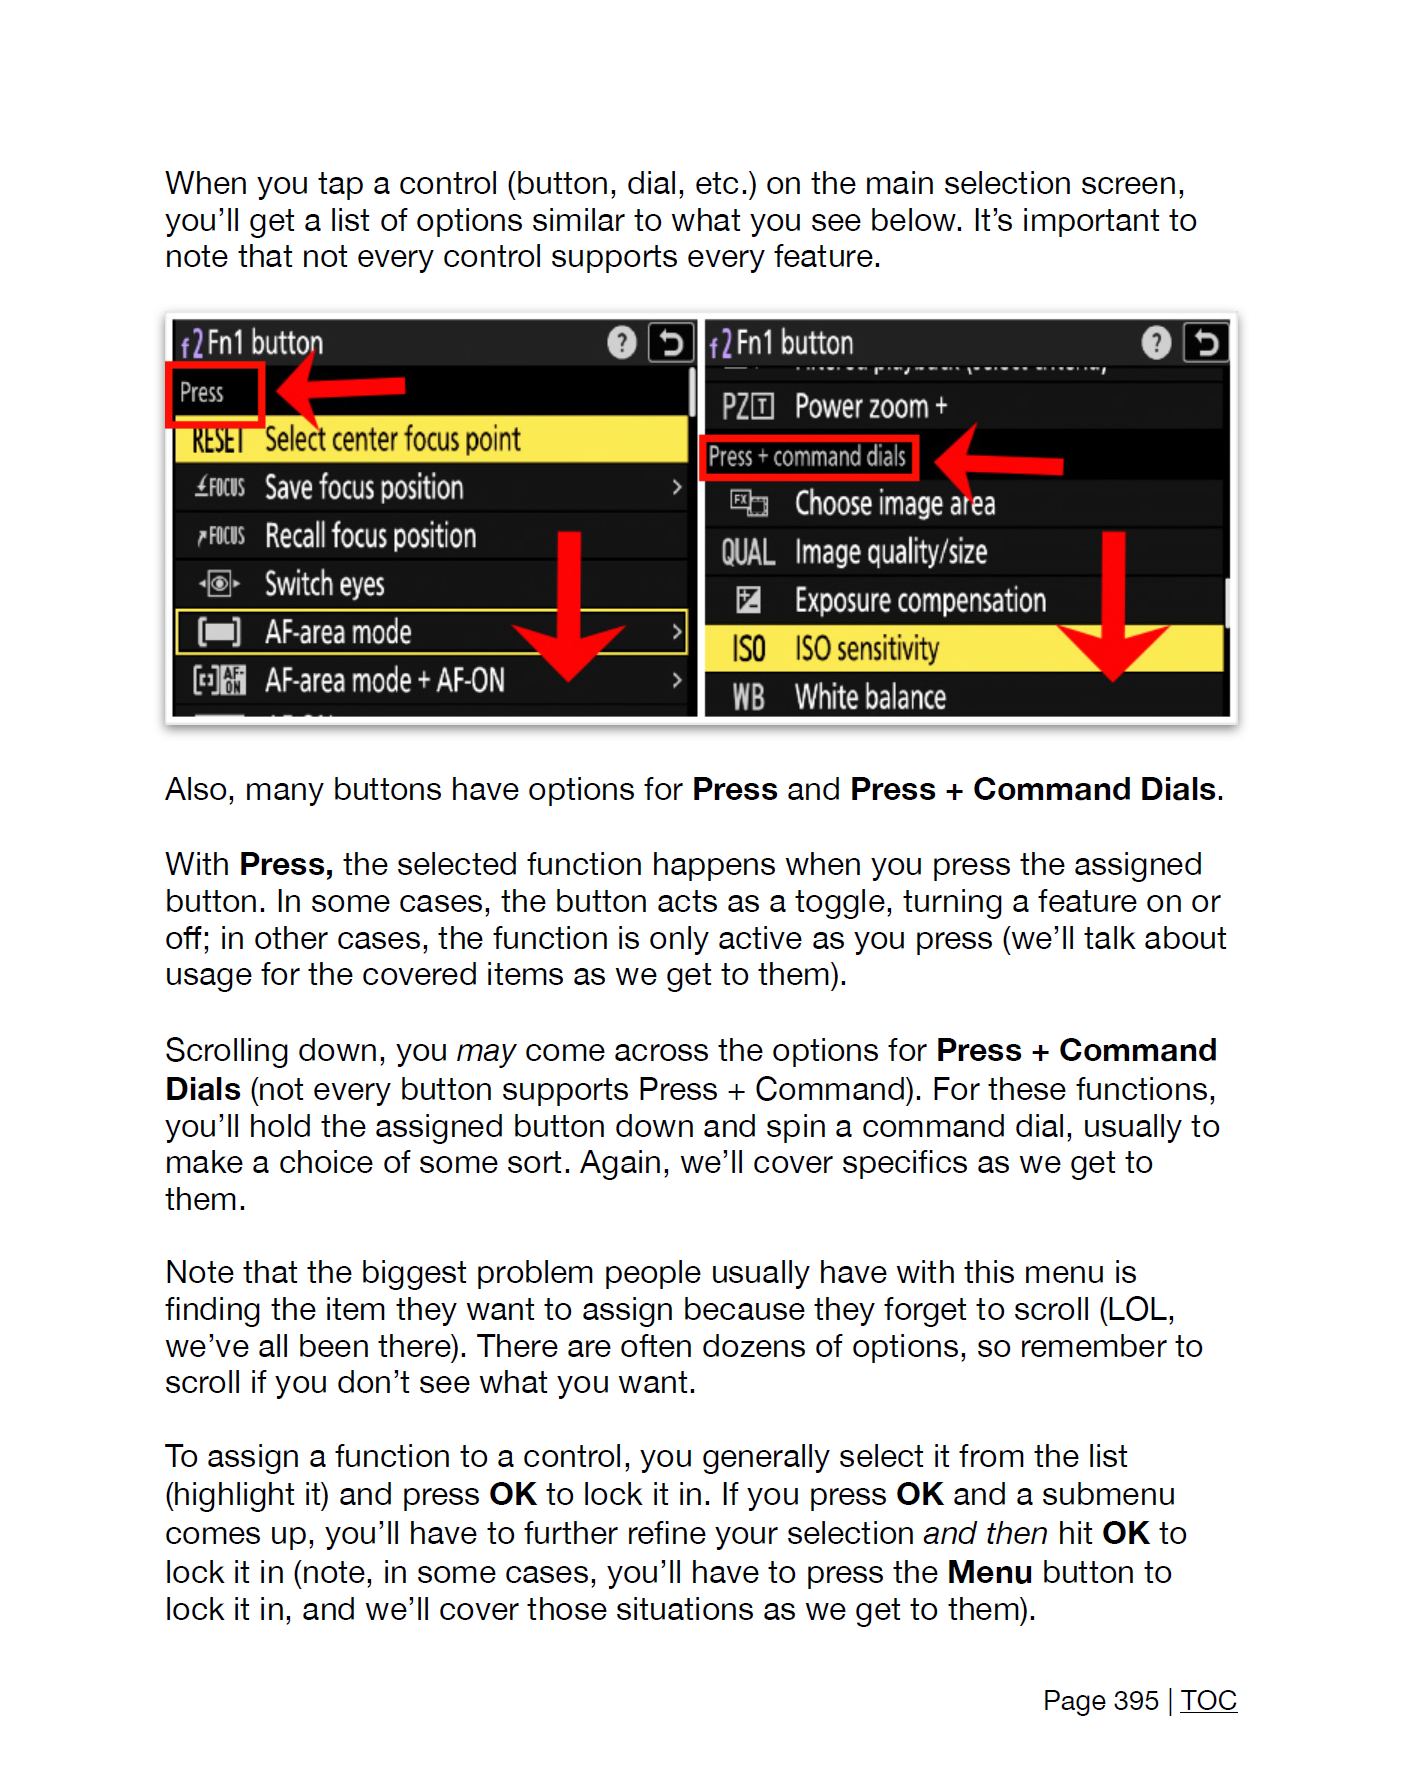 When you tap a control (button, dial, etc.) on the main selection screen,
you'll get a list of options similar to what you see below. It's important to
note that not every control supports every feature.
f2 Fn1 button ?
Press
RESET Select center focus point
FOCUS Save focus position >
FOCUS Recall focus position
Switch eyes
AF-area mode >
AF-ON AF-area mode + AF-ON >
f2 Fn1 button ?
PZ T Power zoom +
Press + command dials
FX Choose image area
QUAL Image quality/size
Exposure compensation
ISO ISO sensitivity
WB White balance
Also, many buttons have options for Press and Press + Command Dials.
With Press, the selected function happens when you press the assigned
button. In some cases, the button acts as a toggle, turning a feature on or
off; in other cases, the function is only active as you press (we'll talk about
usage for the covered items as we get to them).
Scrolling down, you may come across the options for Press + Command
Dials (not every button supports Press + Command). For these functions,
you'll hold the assigned button down and spin a command dial, usually to
make a choice of some sort. Again, we'll cover specifics as we get to
them.
Note that the biggest problem people usually have with this menu is
finding the item they want to assign because they forget to scroll (LOL,
we've all been there). There are often dozens of options, so remember to
scroll if you don't see what you want.
To assign a function to a control, you generally select it from the list
(highlight it) and press OK to lock it in. If you press OK and a submenu
comes up, you'll have to further refine your selection and then hit OK to
lock it in (note, in some cases, you'll have to press the Menu button to
lock it in, and we'll cover those situations as we get to them).
Page 395 | TOC